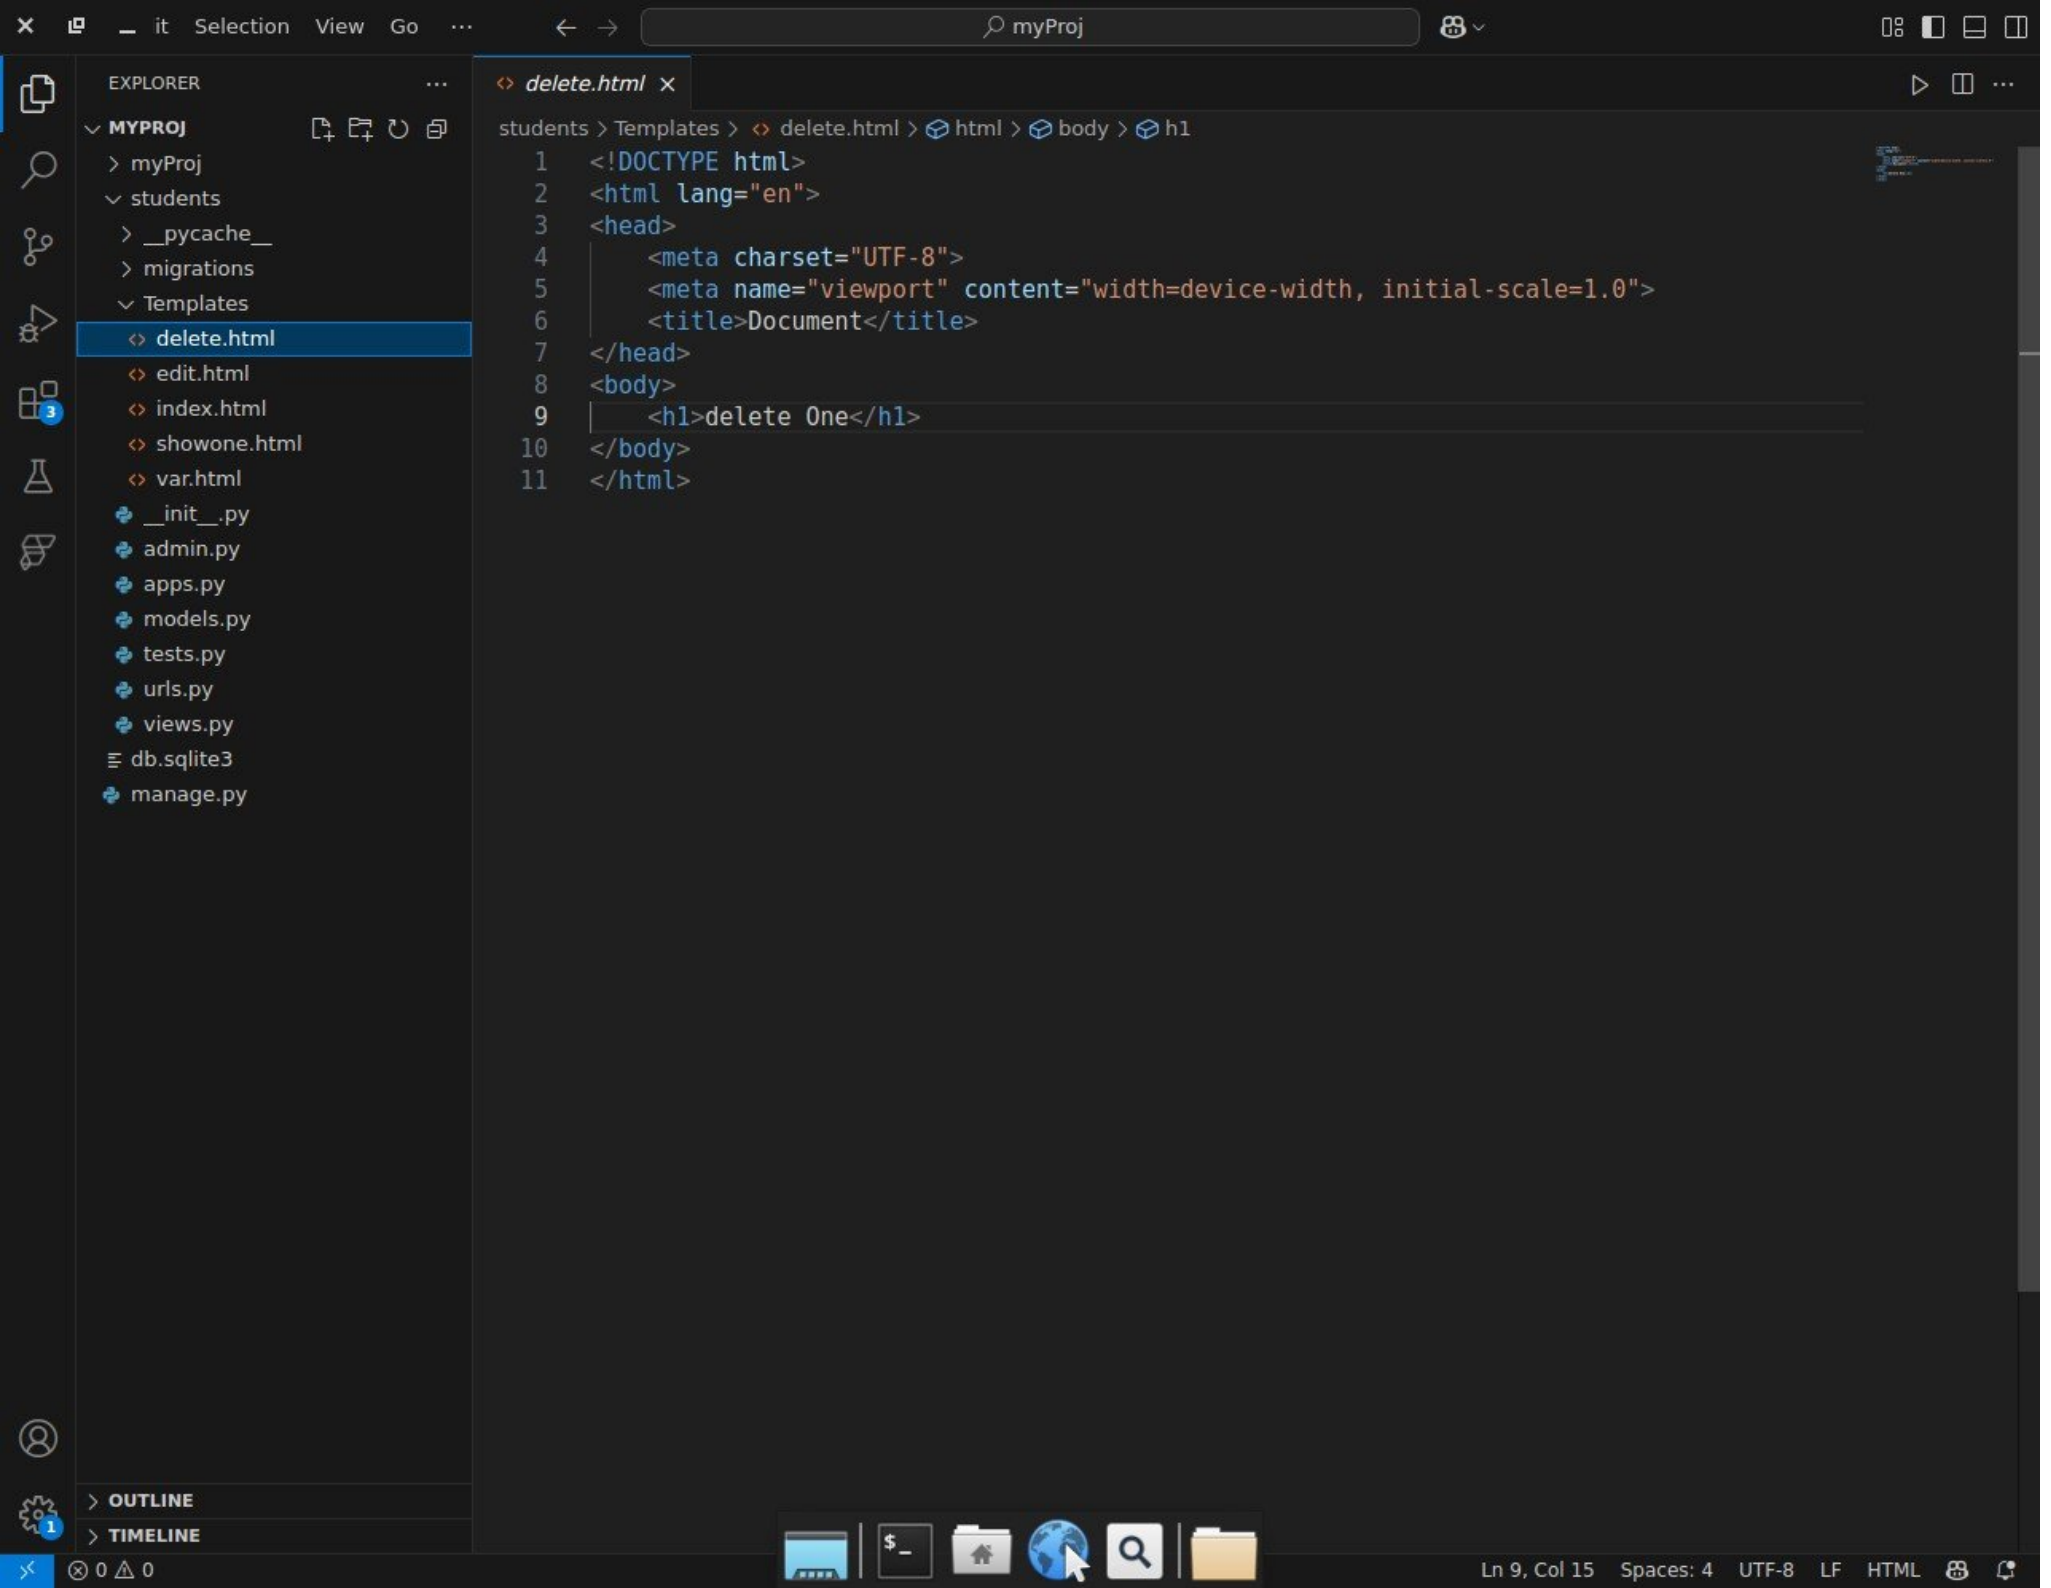 it Selection View Go ··· myProj
EXPLORER
delete.html
MYPROJ
students > Templates > delete.html > html > body > h1
myProj
students
__pycache__
migrations
Templates
delete.html
edit.html
index.html
showone.html
var.html
__init__.py
admin.py
apps.py
models.py
tests.py
urls.py
views.py
db.sqlite3
manage.py
1 <!DOCTYPE html>
2 <html lang="en">
3 <head>
4 <meta charset="UTF-8">
5 <meta name="viewport" content="width=device-width, initial-scale=1.0">
6 <title>Document</title>
7 </head>
8 <body>
9 <h1>delete One</h1>
10 </body>
11 </html>
3
1
OUTLINE
TIMELINE
$_
0 0
Ln 9, Col 15 Spaces: 4 UTF-8 LF HTML